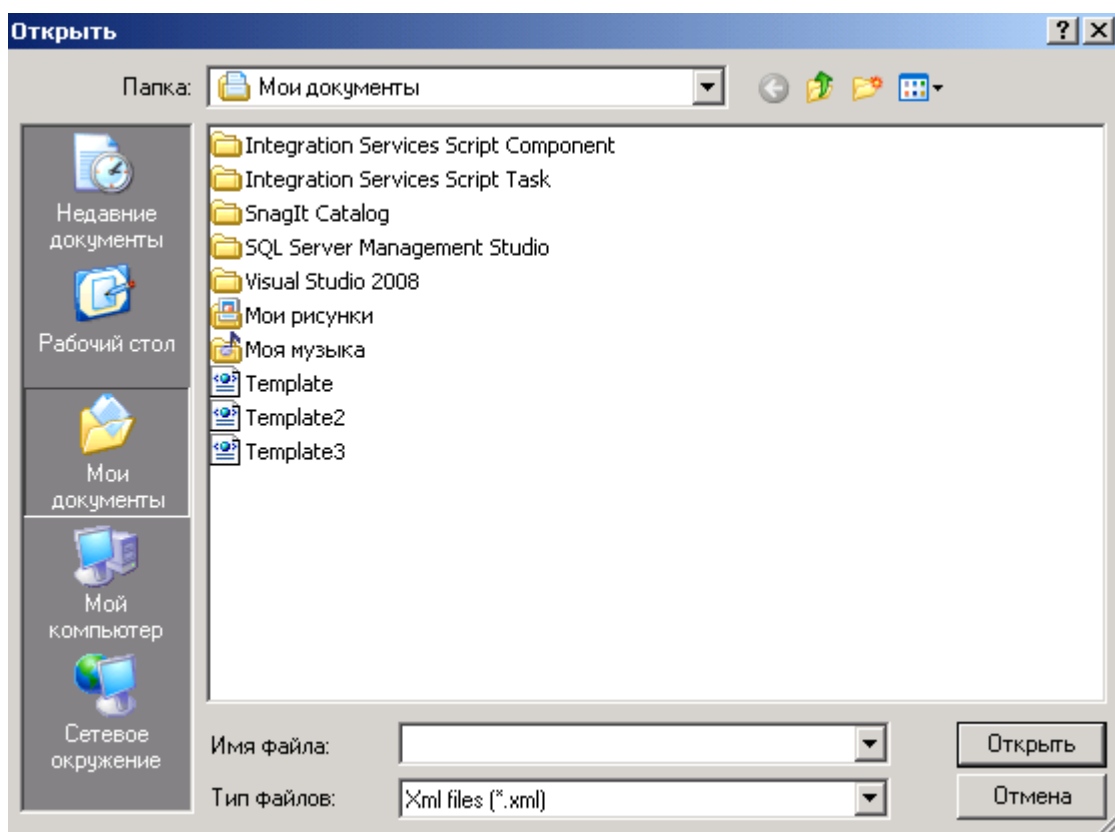 Открыть
Папка:
Мои документы
Недавние
документы
Рабочий стол
Мои
документы
Мой
компьютер
Сетевое
окружение
Integration Services Script Component
Integration Services Script Task
SnagIt Catalog
SQL Server Management Studio
Visual Studio 2008
Мои рисунки
Моя музыка
Template
Template2
Template3
Имя файла:
Открыть
Тип файлов:
Xml files (*.xml)
Отмена